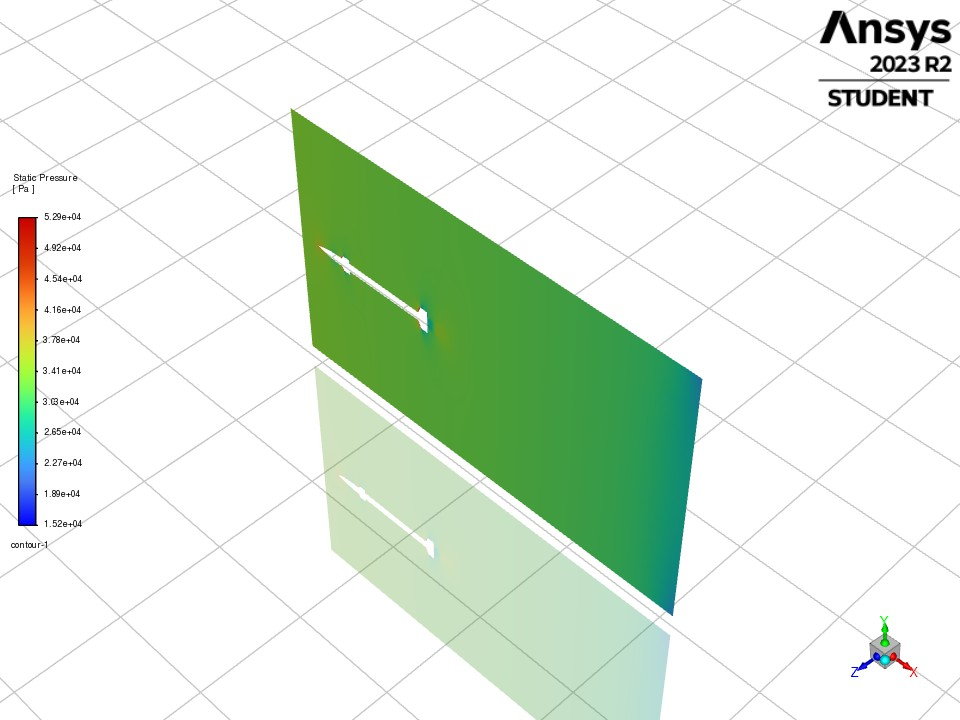 Ansys
2023 R2
STUDENT
Static Pressure
[ Pa ]
5.29e+04
4.92e+04
4.54e+04
4.16e+04
3.78e+04
3.41e+04
3.03e+04
2.65e+04
2.27e+04
1.89e+04
1.52e+04
contour-1
Y
Z
X